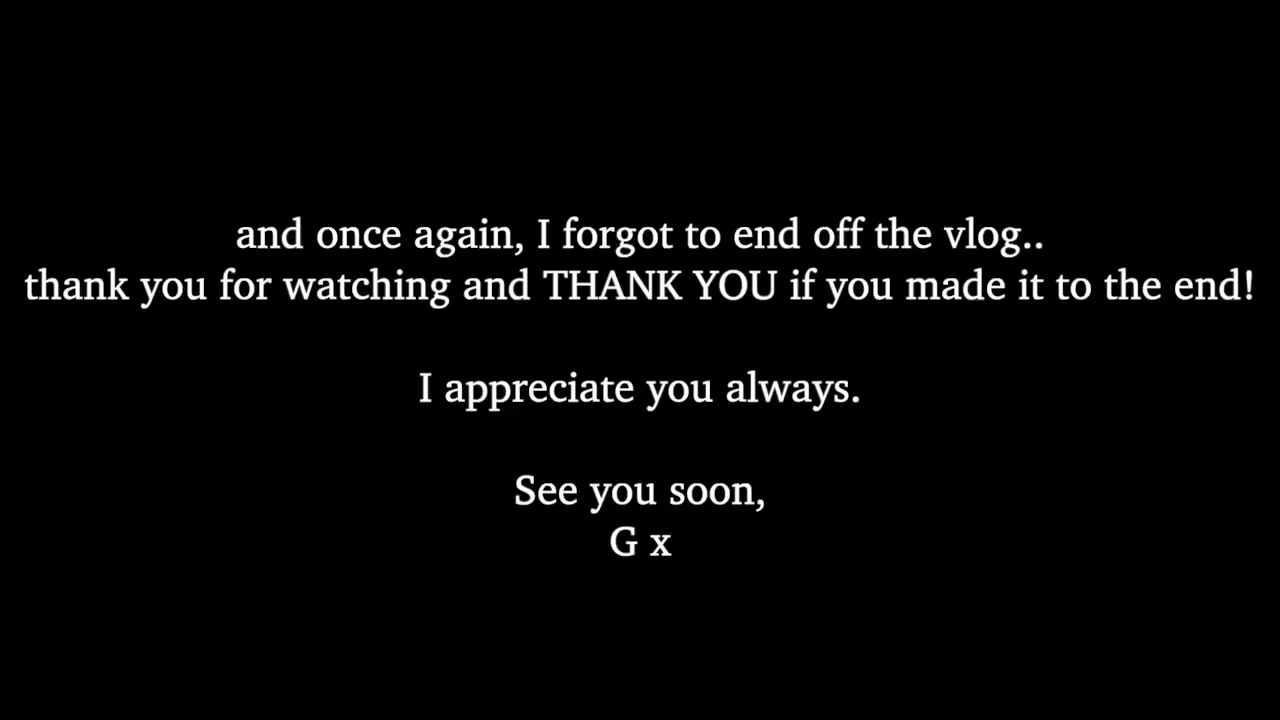 and once again, I forgot to end off the vlog..
thank you for watching and THANK YOU if you made it to the end!
I appreciate you always.
See you soon,
G x